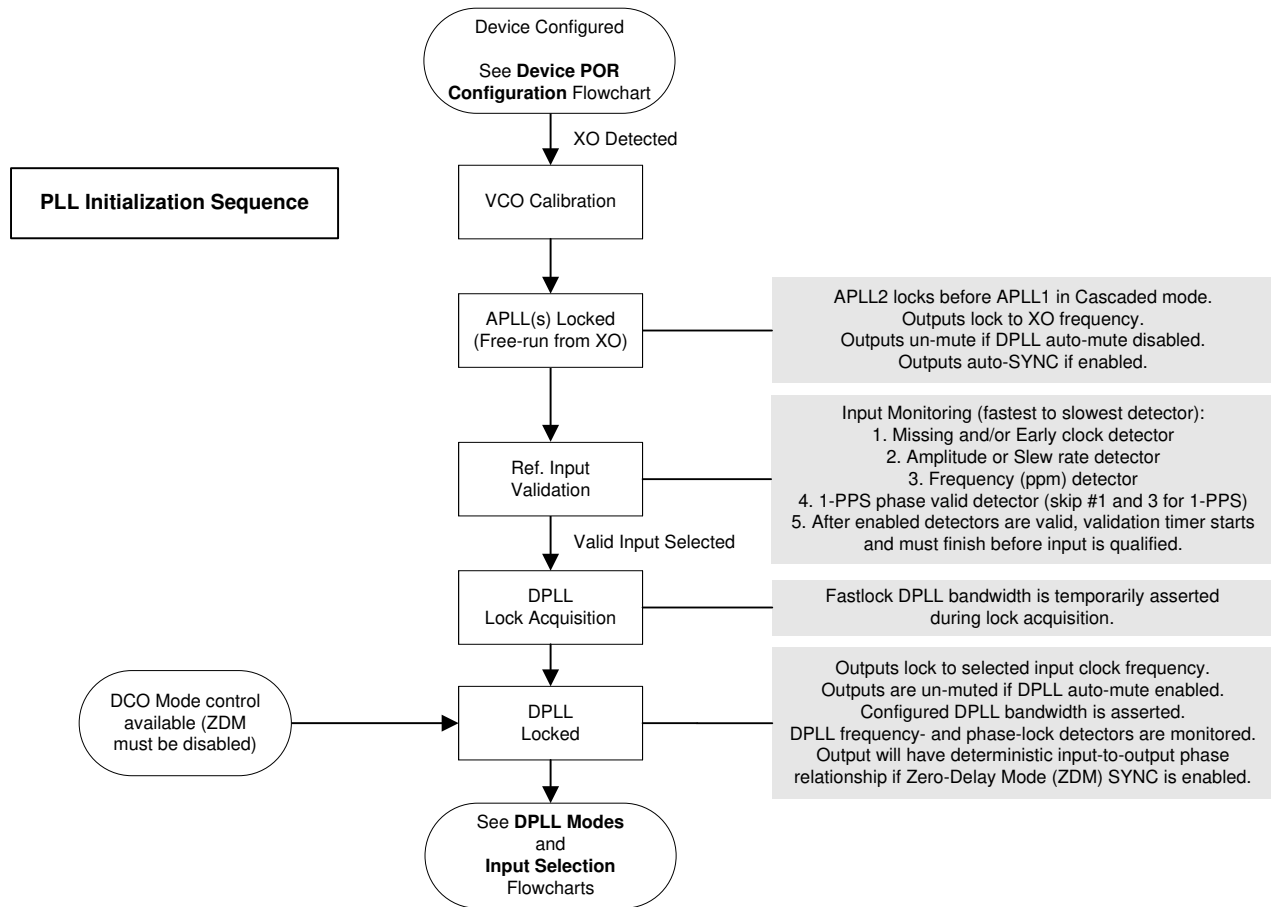 Device Configured
See Device POR
Configuration Flowchart
XO Detected
PLL Initialization Sequence
VCO Calibration
APLL(s) Locked
(Free-run from XO)
APLL2 locks before APLL1 in Cascaded mode.
Outputs lock to XO frequency.
Outputs un-mute if DPLL auto-mute disabled.
Outputs auto-SYNC if enabled.
Ref. Input
Validation
Input Monitoring (fastest to slowest detector):
1. Missing and/or Early clock detector
2. Amplitude or Slew rate detector
3. Frequency (ppm) detector
4. 1-PPS phase valid detector (skip #1 and 3 for 1-PPS)
5. After enabled detectors are valid, validation timer starts
and must finish before input is qualified.
Valid Input Selected
DPLL
Lock Acquisition
Fastlock DPLL bandwidth is temporarily asserted
during lock acquisition.
DCO Mode control
available (ZDM
must be disabled)
DPLL
Locked
Outputs lock to selected input clock frequency.
Outputs are un-muted if DPLL auto-mute enabled.
Configured DPLL bandwidth is asserted.
DPLL frequency- and phase-lock detectors are monitored.
Output will have deterministic input-to-output phase
relationship if Zero-Delay Mode (ZDM) SYNC is enabled.
See DPLL Modes
and
Input Selection
Flowcharts